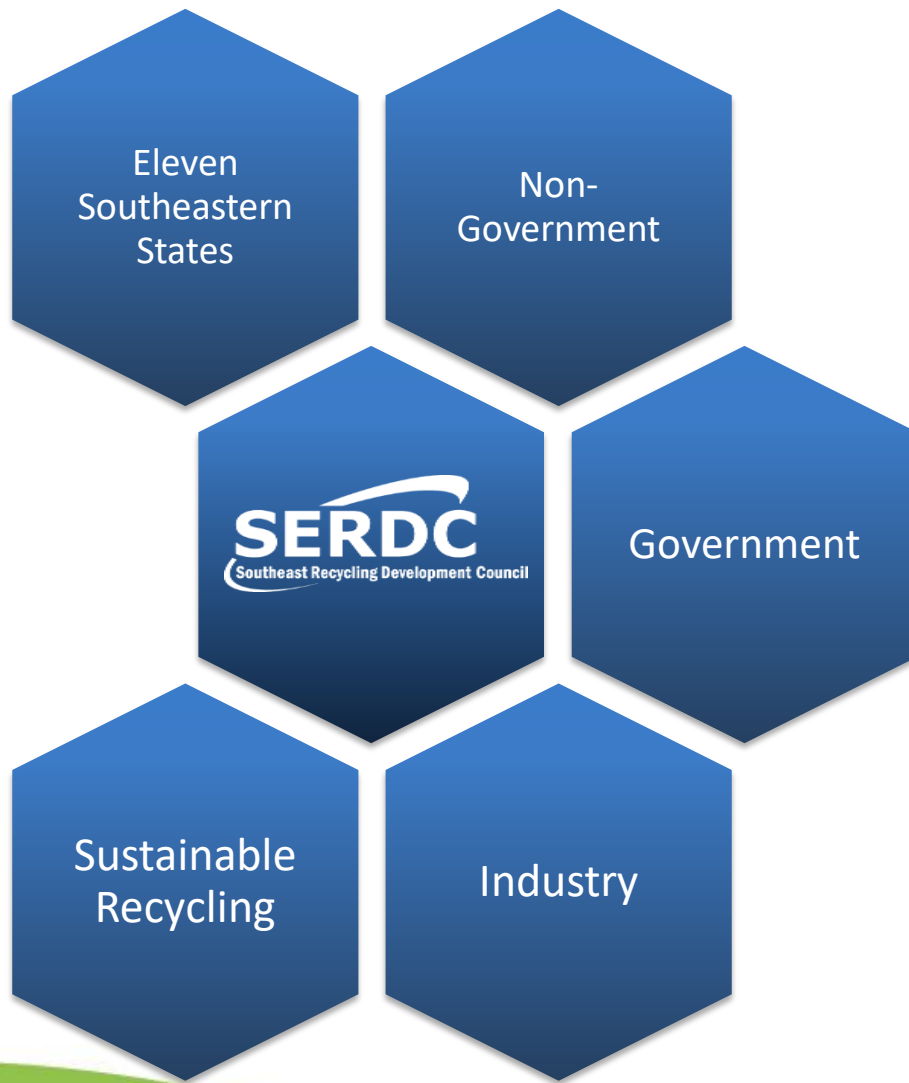 Eleven
Southeastern
States
Non-
Government
SERDC
Southeast Recycling Development Council
Government
Sustainable
Recycling
Industry